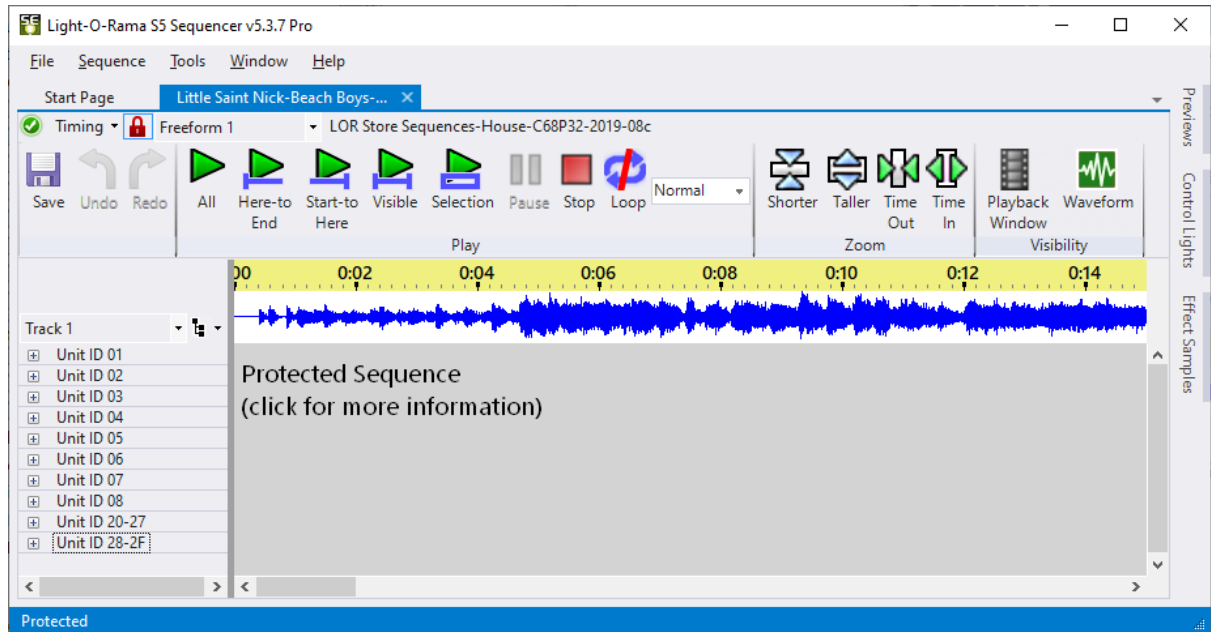 SE Light-O-Rama S5 Sequencer v5.3.7 Pro
File Sequence Tools Window Help
Start Page Little Saint Nick-Beach Boys-...
Timing Freeform 1 LOR Store Sequences-House-C68P32-2019-08c
Save Undo Redo All Here-to End Start-to Here Visible Selection Pause Stop Loop Normal Shorter Taller Time Out Time In Playback Window Waveform
Play Zoom Visibility
00 0:02 0:04 0:06 0:08 0:10 0:12 0:14
Track 1
Unit ID 01
Unit ID 02
Unit ID 03
Unit ID 04
Unit ID 05
Unit ID 06
Unit ID 07
Unit ID 08
Unit ID 20-27
Unit ID 28-2F
Protected Sequence
(click for more information)
Previews
Control Lights
Effect Samples
Protected